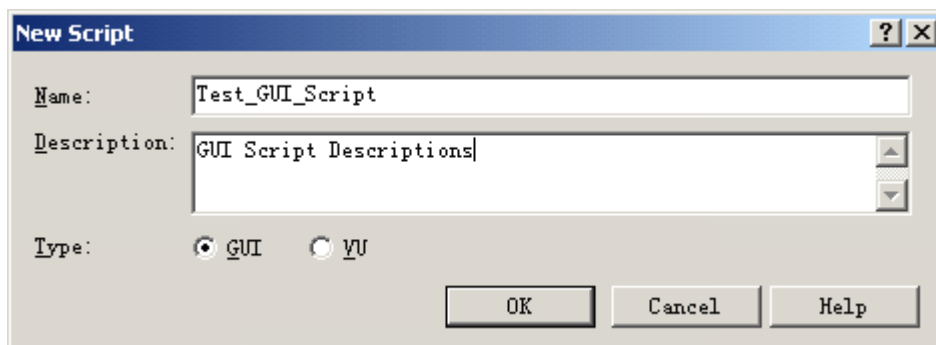 New Script
Name: Test_GUI_Script
Description: GUI Script Descriptions
Type: GUI VU
OK Cancel Help